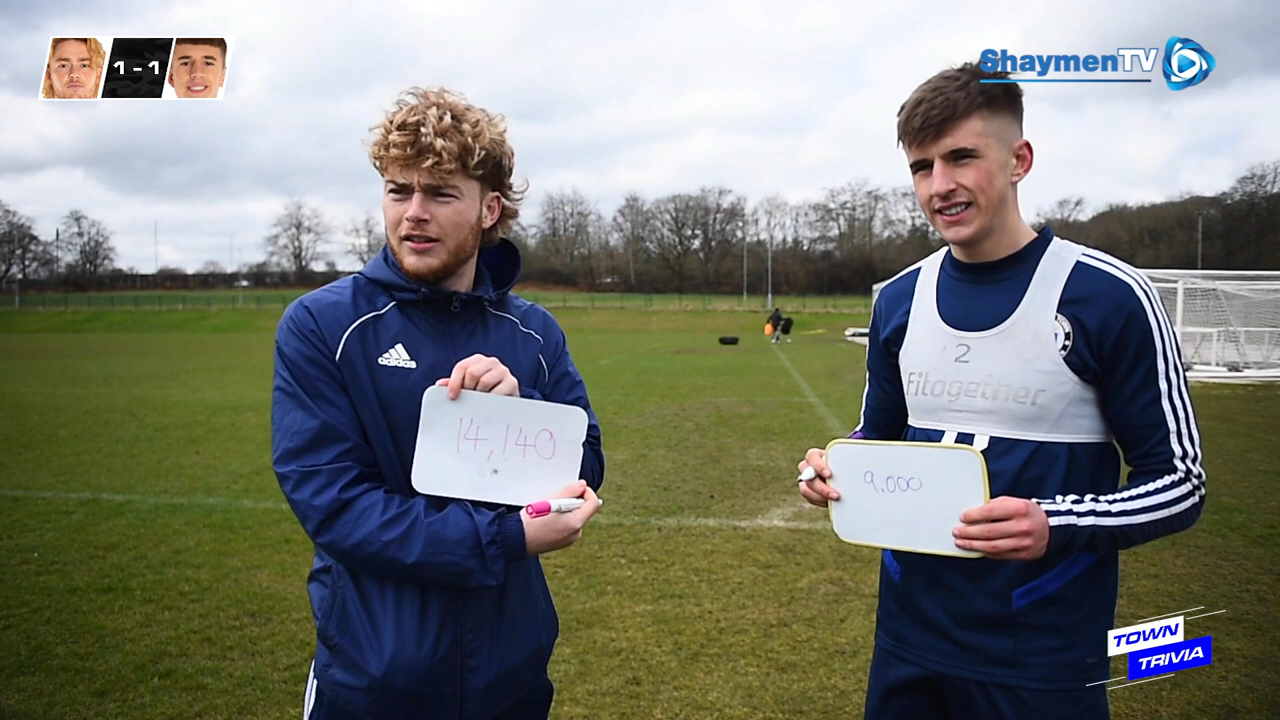 1 - 1
ShaymenTV
adidas
14,140
2
Fitogether
9.000
TOWN
TRIVIA